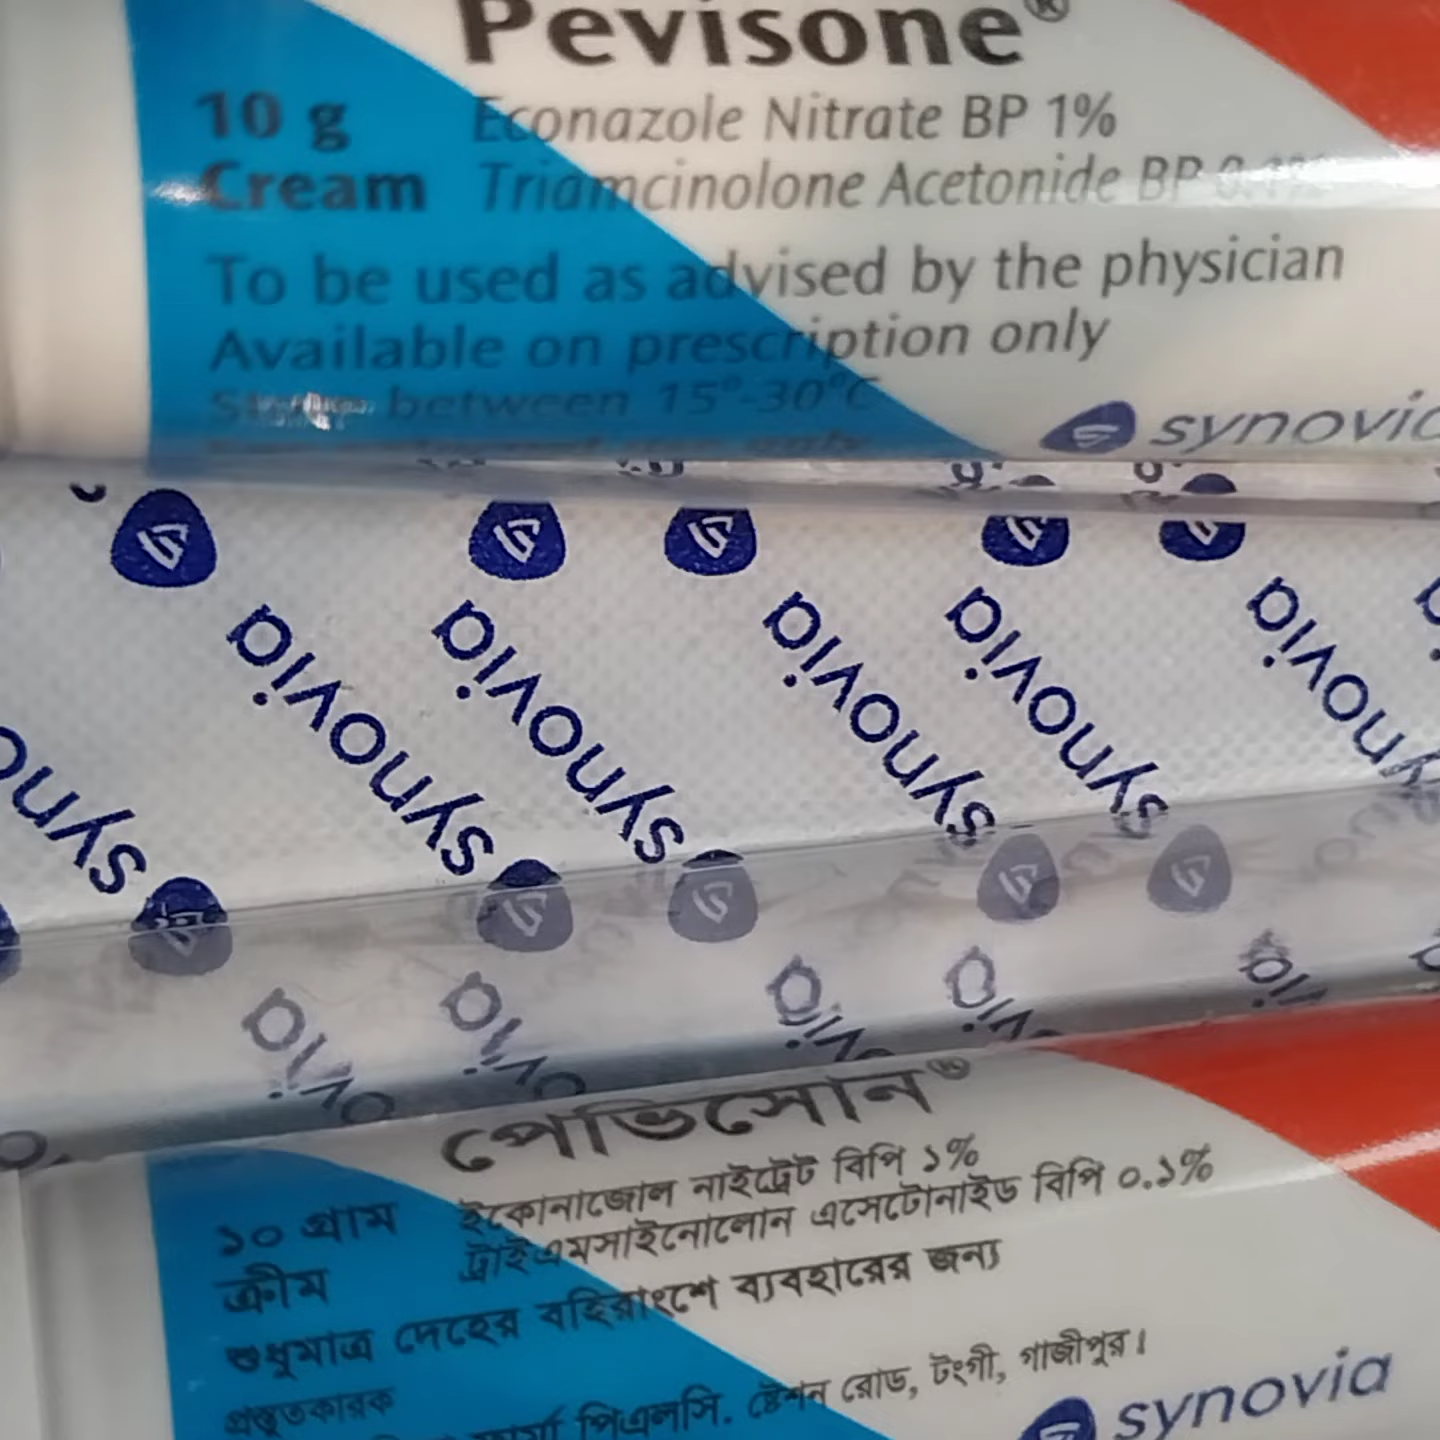 Pevisone®
10 g Econazole Nitrate BP 1%
Cream Triamcinolone Acetonide BP 0.1%
To be used as advised by the physician
Available on prescription only
Store between 15°-30°C
only
synovia
synovia
synovia
synovia
synovia
synovia
পেভিসোন®
১০ গ্রাম ইকোনাজোল নাইট্রেট বিপি ১%
ক্রীম ট্রাইএমসাইনোলোন এসেটোনাইড বিপি ০.১%
শুধুমাত্র দেহের বহিরাংশে ব্যবহারের জন্য
প্রস্তুতকারক
ফার্মা পিএলসি. ষ্টেশন রোড, টংগী, গাজীপুর।
synovia